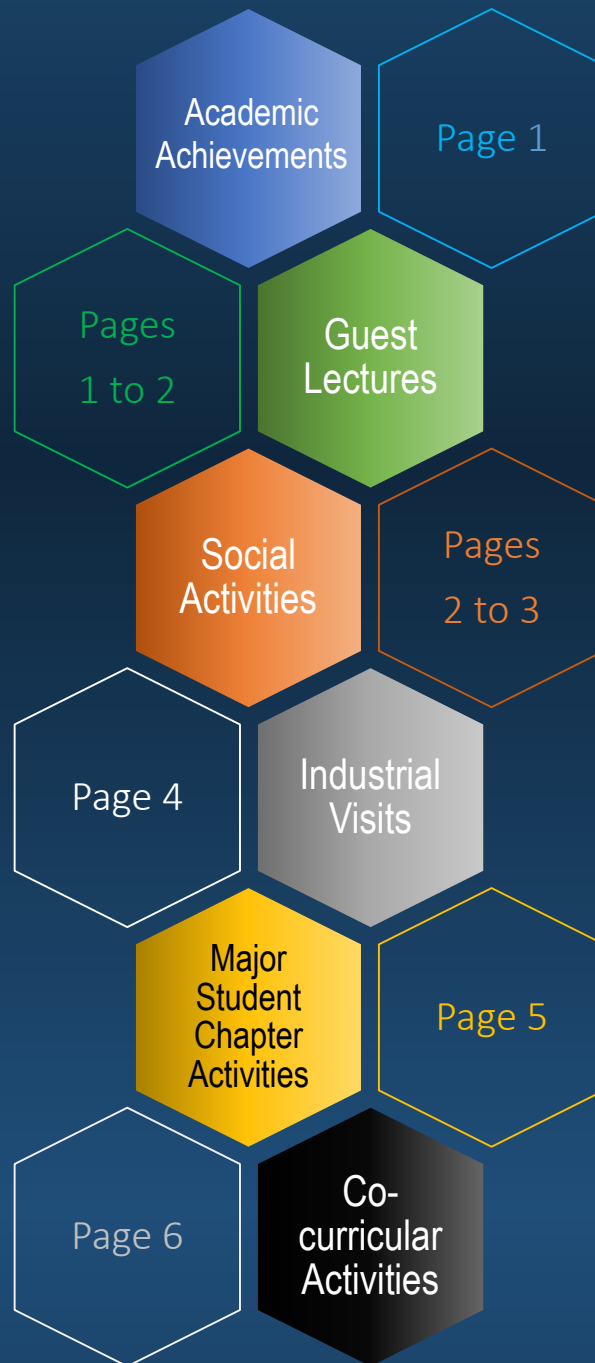 Academic
Achievements
Page 1
Pages
1 to 2
Guest
Lectures
Social
Activities
Pages
2 to 3
Page 4
Industrial
Visits
Major
Student
Chapter
Activities
Page 5
Page 6
Co-
curricular
Activities